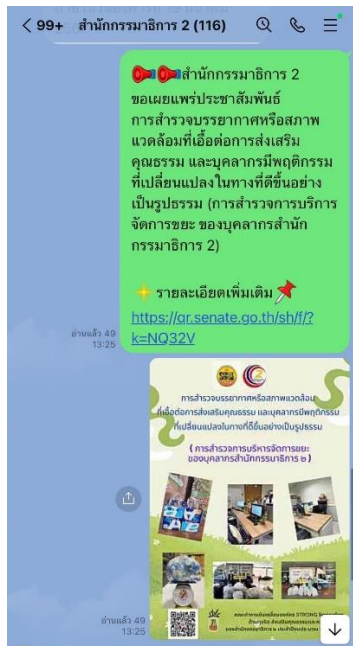 99+ สำนักกรรมาธิการ 2 (116)
สำนักกรรมาธิการ 2
ขอเผยแพร่ประชาสัมพันธ์
การสำรวจบรรยากาศหรือสภาพ
แวดล้อมที่เอื้อต่อการส่งเสริม
คุณธรรม และบุคลากรมีพฤติกรรม
ที่เปลี่ยนแปลงในทางที่ดีขึ้นอย่าง
เป็นรูปธรรม (การสำรวจการบริหาร
จัดการขยะ ของบุคลากรสำนัก
กรรมาธิการ 2)
รายละเอียดเพิ่มเติม
https://qr.senate.go.th/sh/f/?
k=NQ32V
อ่านแล้ว 49
13:25
การสำรวจบรรยากาศหรือสภาพแวดล้อม
ที่เอื้อต่อการส่งเสริมคุณธรรม และบุคลากรมีพฤติกรรม
ที่เปลี่ยนแปลงในทางที่ดีขึ้นอย่างเป็นรูปธรรม
( การสำรวจการบริหารจัดการขยะ
ของบุคลากรสำนักกรรมาธิการ ๒ )
อ่านแล้ว 49
13:25